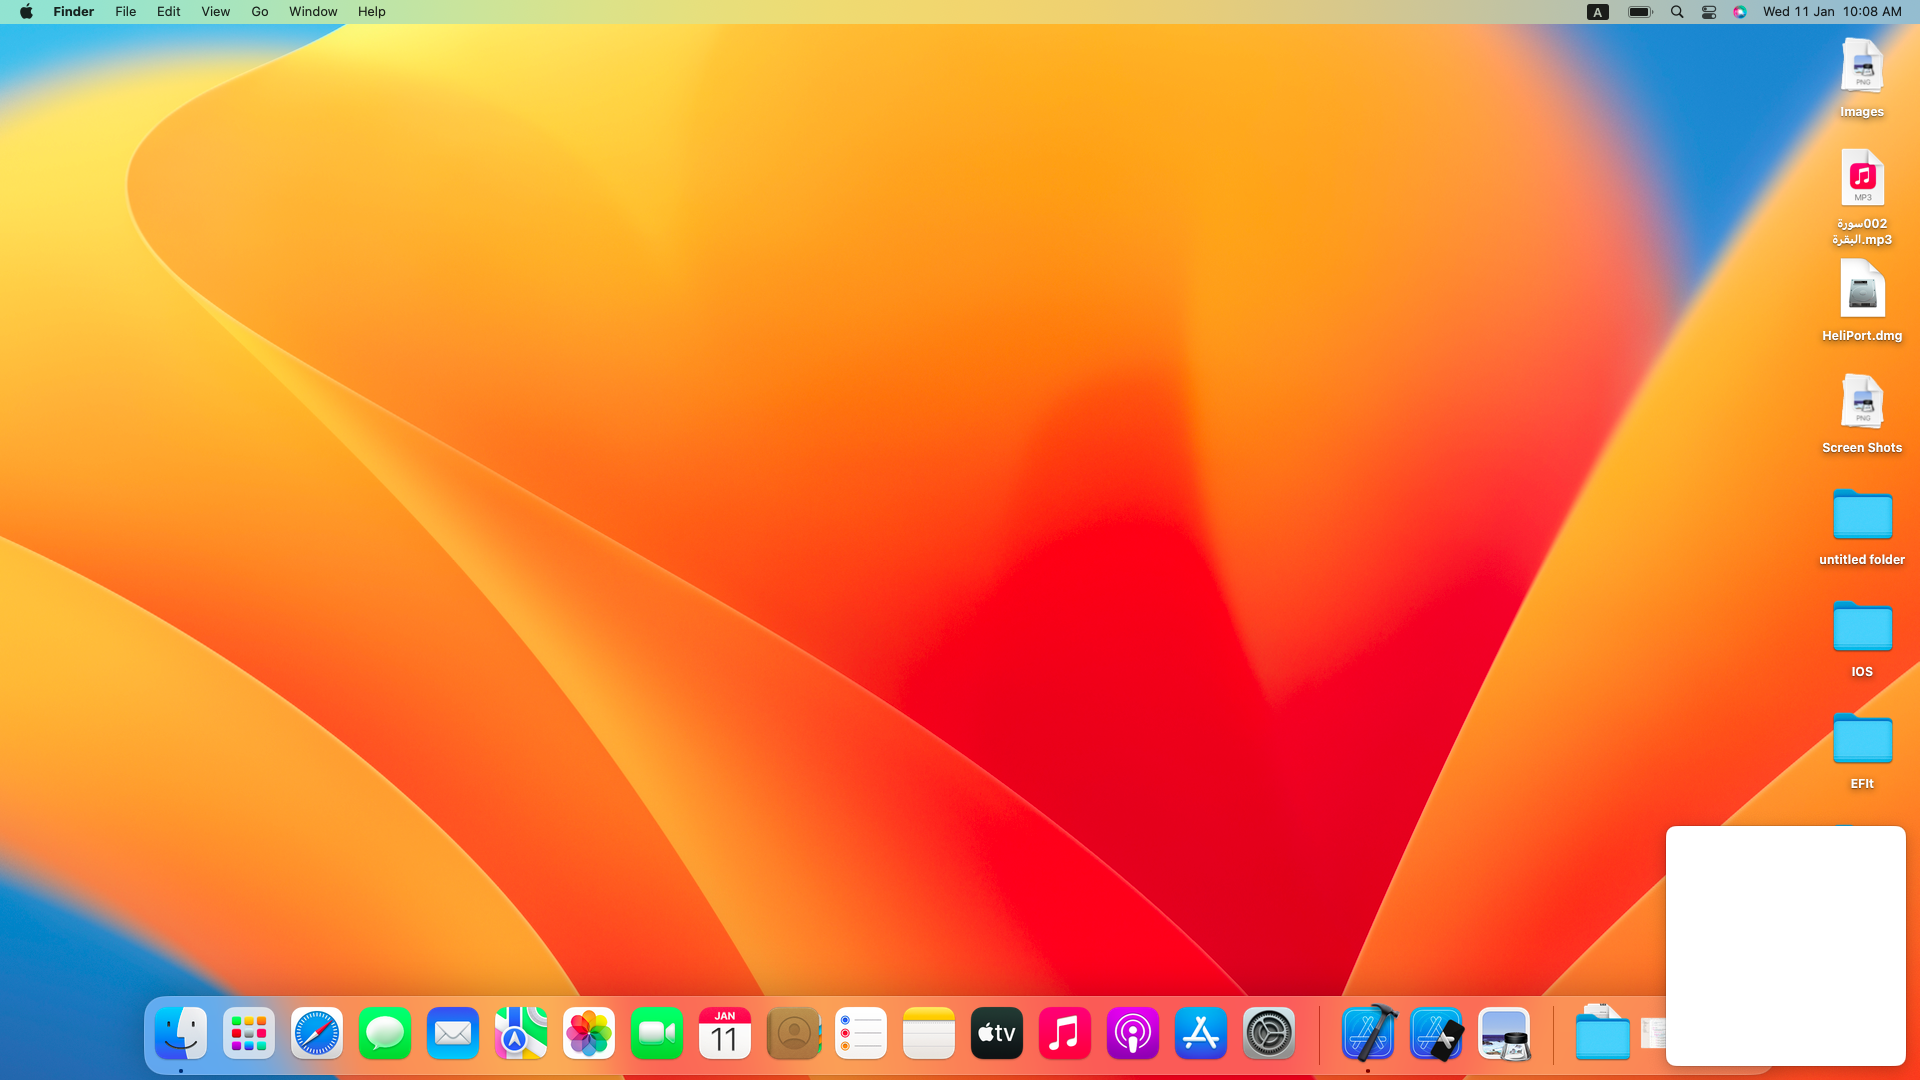 Finder File Edit View Go Window Help
A Wed 11 Jan 10:08 AM
PNG
Images
MP3
002سورة
البقرة.mp3
HeliPort.dmg
PNG
Screen Shots
untitled folder
IOS
EFIt
JAN
11
tv